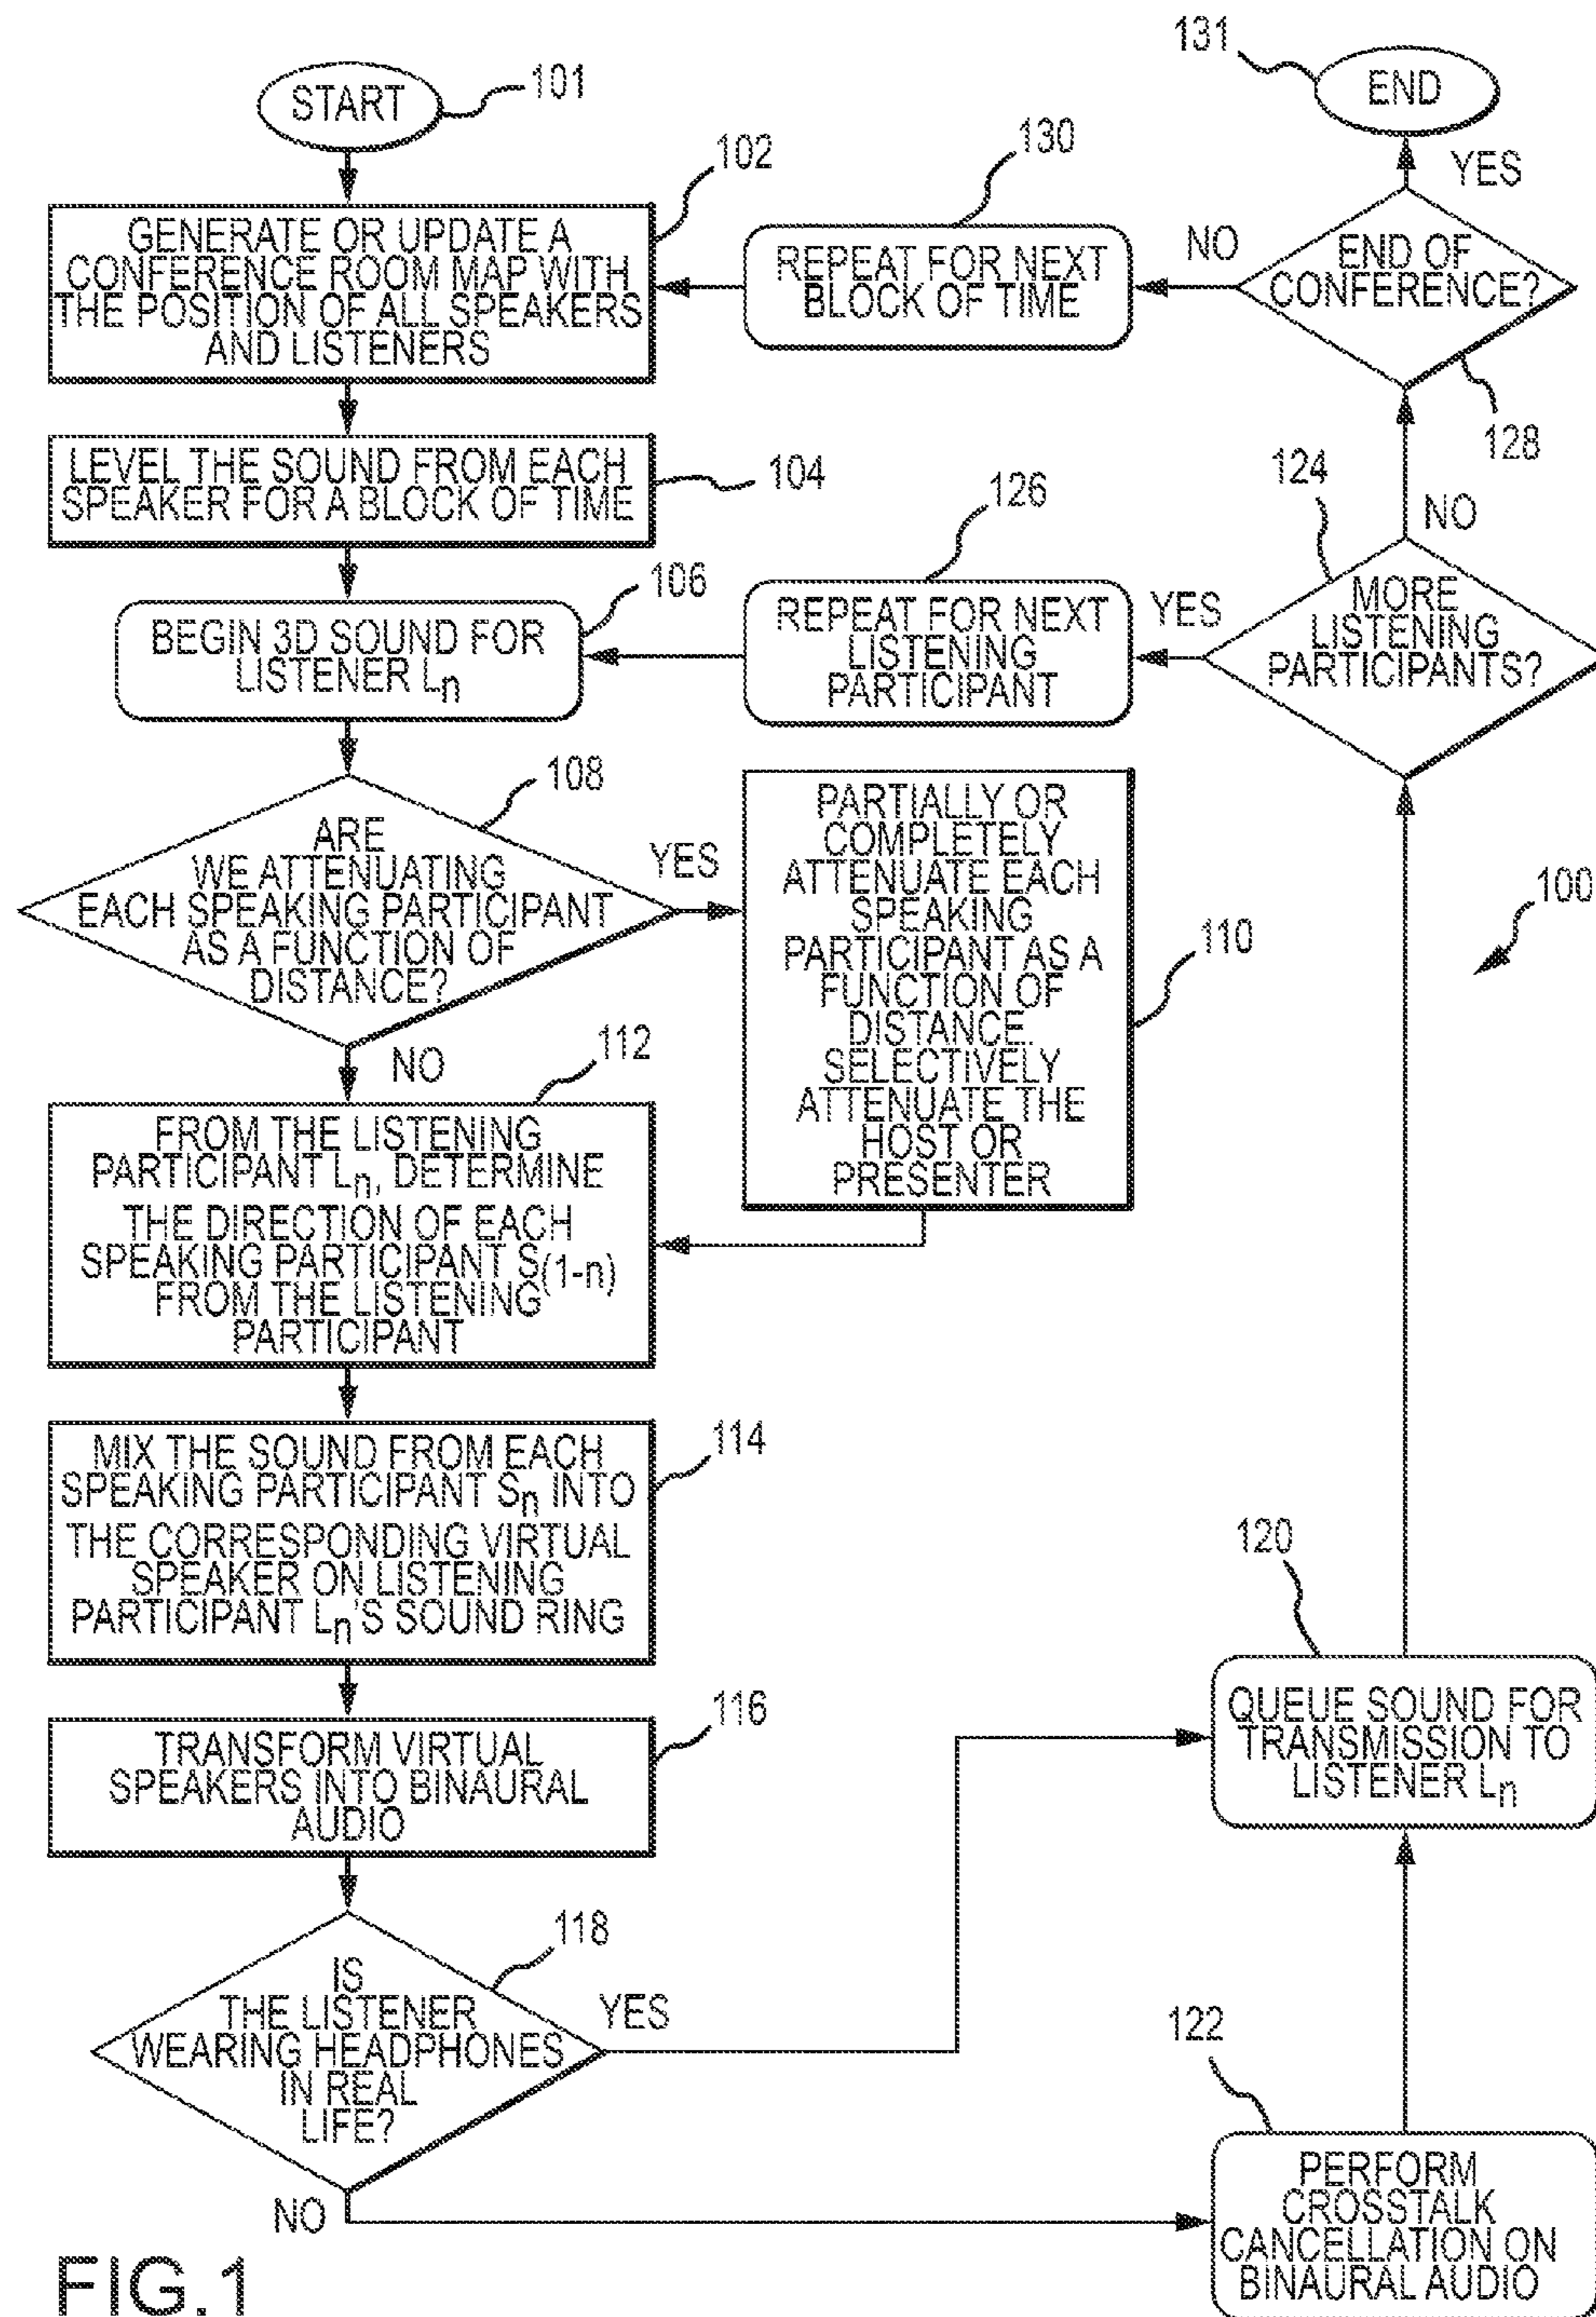 START
101
102
GENERATE OR UPDATE A
CONFERENCE ROOM MAP WITH
THE POSITION OF ALL SPEAKERS
AND LISTENERS
LEVEL THE SOUND FROM EACH
SPEAKER FOR A BLOCK OF TIME
104
106
BEGIN 3D SOUND FOR
LISTENER Ln
108
ARE
WE ATTENUATING
EACH SPEAKING PARTICIPANT
AS A FUNCTION OF
DISTANCE?
YES
NO
PARTIALLY OR
COMPLETELY
ATTENUATE EACH
SPEAKING
PARTICIPANT AS A
FUNCTION OF
DISTANCE.
SELECTIVELY
ATTENUATE THE
HOST OR
PRESENTER
110
112
FROM THE LISTENING
PARTICIPANT Ln, DETERMINE
THE DIRECTION OF EACH
SPEAKING PARTICIPANT S(1-n)
FROM THE LISTENING
PARTICIPANT
MIX THE SOUND FROM EACH
SPEAKING PARTICIPANT Sn INTO
THE CORRESPONDING VIRTUAL
SPEAKER ON LISTENING
PARTICIPANT Ln'S SOUND RING
114
116
TRANSFORM VIRTUAL
SPEAKERS INTO BINAURAL
AUDIO
118
IS
THE LISTENER
WEARING HEADPHONES
IN REAL
LIFE?
YES
NO
122
PERFORM
CROSSTALK
CANCELLATION ON
BINAURAL AUDIO
120
QUEUE SOUND FOR
TRANSMISSION TO
LISTENER Ln
100
124
MORE
LISTENING
PARTICIPANTS?
YES
NO
126
REPEAT FOR NEXT
LISTENING
PARTICIPANT
128
END OF
CONFERENCE?
NO
YES
130
REPEAT FOR NEXT
BLOCK OF TIME
131
END
FIG.1